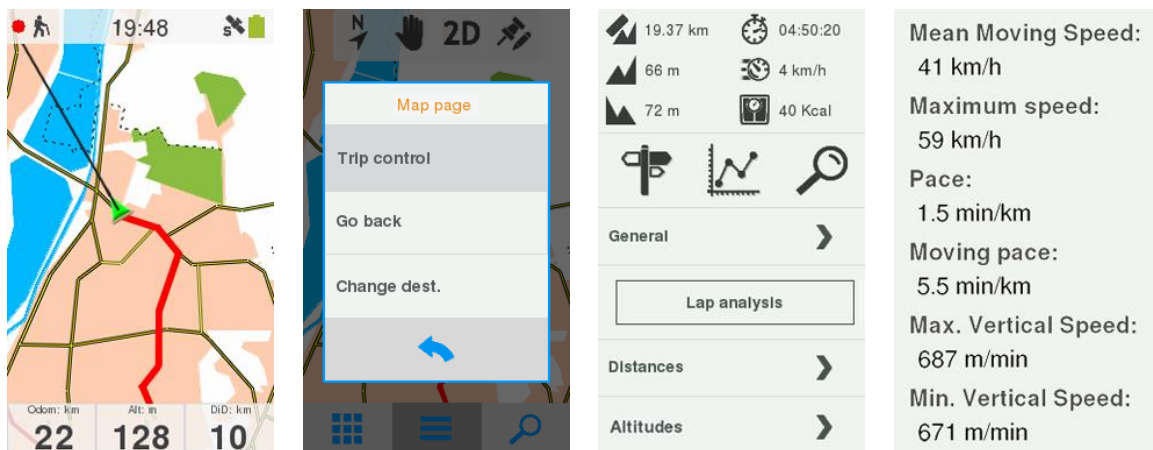 19:48
S
Odom: km
Alt: m
DiD: km
22
128
10
N
2D
Map page
Trip control
Go back
Change dest.
19.37 km
04:50:20
66 m
4 km/h
72 m
40 Kcal
General
Lap analysis
Distances
Altitudes
Mean Moving Speed:
41 km/h
Maximum speed:
59 km/h
Pace:
1.5 min/km
Moving pace:
5.5 min/km
Max. Vertical Speed:
687 m/min
Min. Vertical Speed:
671 m/min